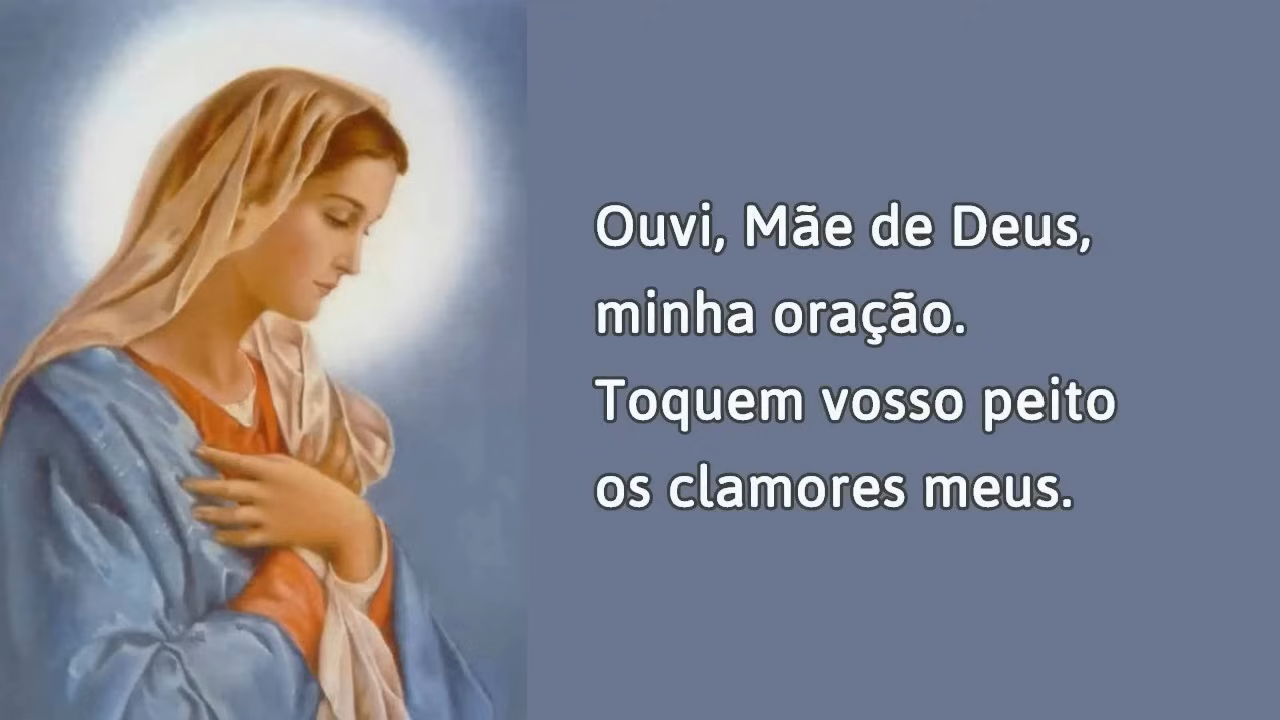 Ouvi, Mãe de Deus,
minha oração.
Toquem vosso peito
os clamores meus.